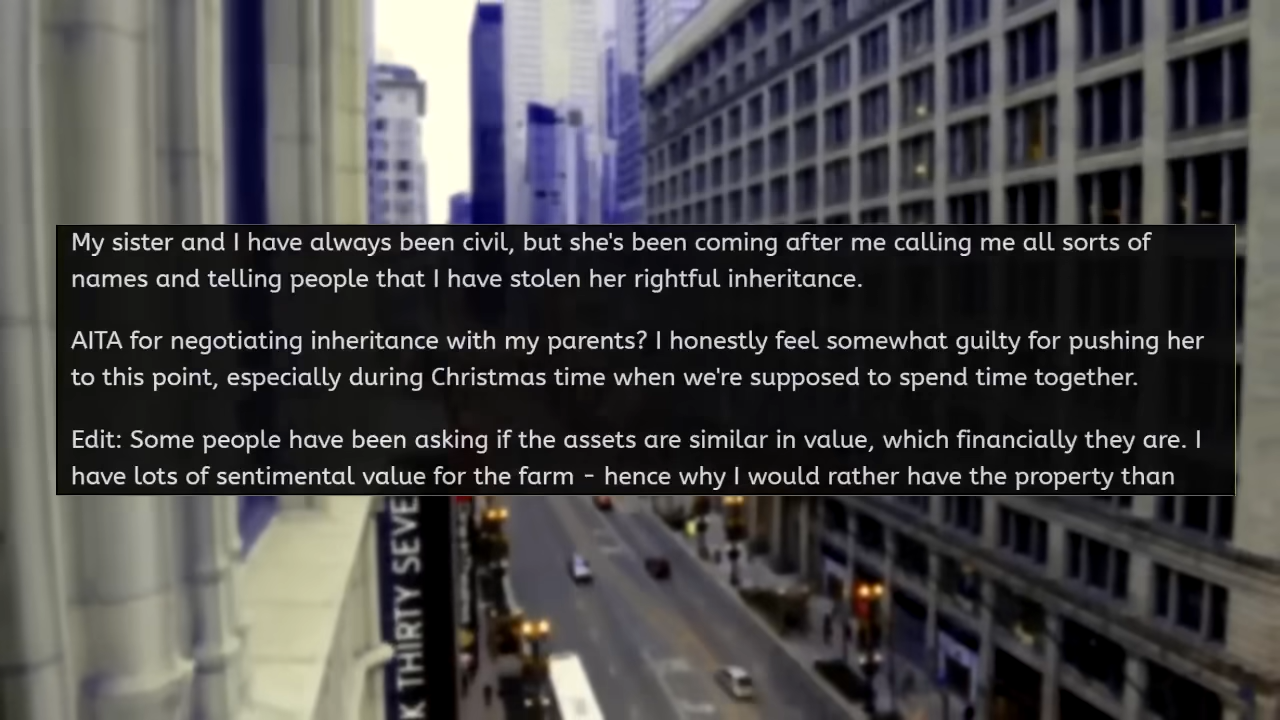 My sister and I have always been civil, but she's been coming after me calling me all sorts of
names and telling people that I have stolen her rightful inheritance.
AITA for negotiating inheritance with my parents? I honestly feel somewhat guilty for pushing her
to this point, especially during Christmas time when we're supposed to spend time together.
Edit: Some people have been asking if the assets are similar in value, which financially they are. I
have lots of sentimental value for the farm - hence why I would rather have the property than
K THIRTY SEVE